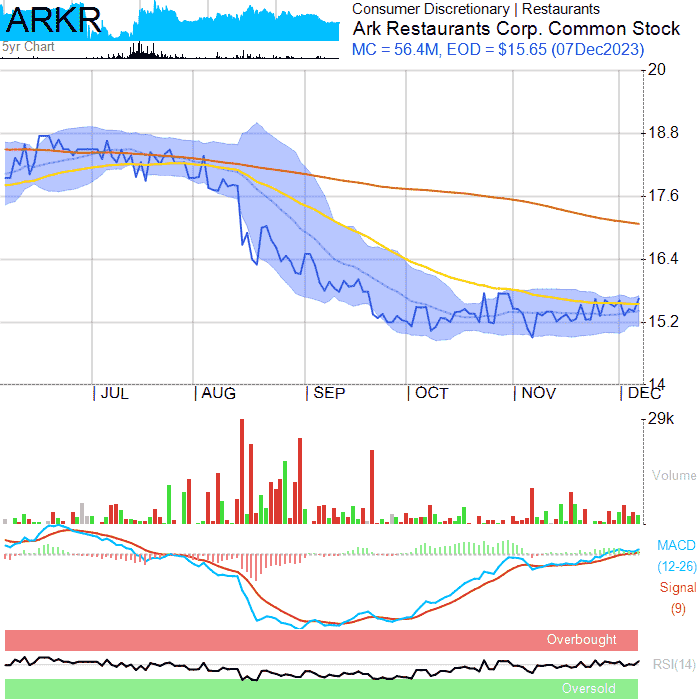 ARKR
5yr Chart
Consumer Discretionary | Restaurants
Ark Restaurants Corp. Common Stock
MC = 56.4M, EOD = $15.65 (07Dec2023)
20
18.8
17.6
16.4
15.2
14
JUL AUG SEP OCT NOV DEC
29k
Volume
MACD
(12-26)
Signal
(9)
Overbought
RSI(14)
Oversold